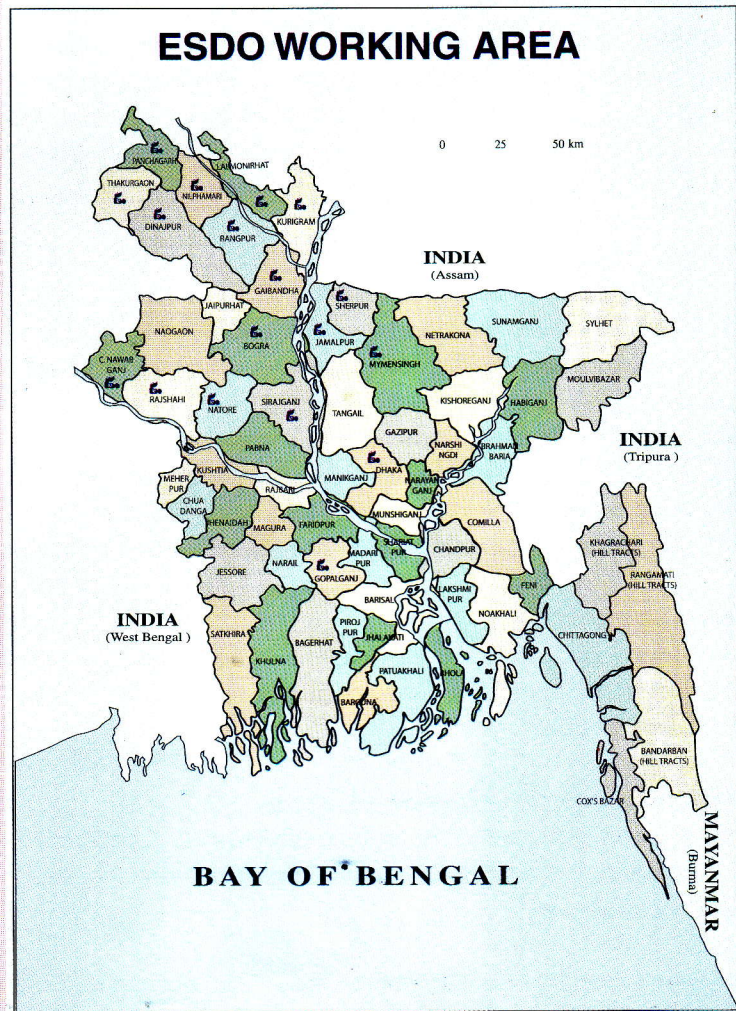 ESDO WORKING AREA
0 25 50 km
PANCHAGARH
LALMONIRHAT
THAKURGAON
NILPHAMARI
KURIGRAM
DINAJPUR
RANGPUR
INDIA
(Assam)
GAIBANDHA
JAIPURHAT
SHERPUR
NAOGAON
BOGRA
JAMALPUR
NETRAKONA
SUNAMGANJ
SYLHET
C. NAWAB
GANJ
MYMENSINGH
MOULVIBAZAR
RAJSHAHI
NATORE
SIRAJGANJ
TANGAIL
KISHOREGANJ
HABIGANJ
GAZIPUR
PABNA
NARSHI
NGDI
BRAHMAN
BARIA
INDIA
(Tripura )
KUSHTIA
MEHER
PUR
MANIKGANJ
DHAKA
NARAYAN
GANJ
RAJBARI
CHUA
DANGA
MUNSHIGANJ
COMILLA
HENAIDAH
MAGURA
FARIDPUR
SHARIAT
PUR
CHANDPUR
KHAGRACHARI
(HILL TRACTS)
MADARI
PUR
JESSORE
NARAIL
GOPALGANJ
RANGAMATI
(HILL TRACTS)
FENI
LAKSHMI
PUR
BARISAL
NOAKHALI
INDIA
(West Bengal )
SATKHIRA
PIROJ
PUR
JHALAKATI
BAGERHAT
CHITTAGONG
KHULNA
PATUAKHALI
BHOLA
BARGUNA
BANDARBAN
(HILL TRACTS)
COX'S BAZAR
MAYANMAR
(Burma)
BAY OF BENGAL